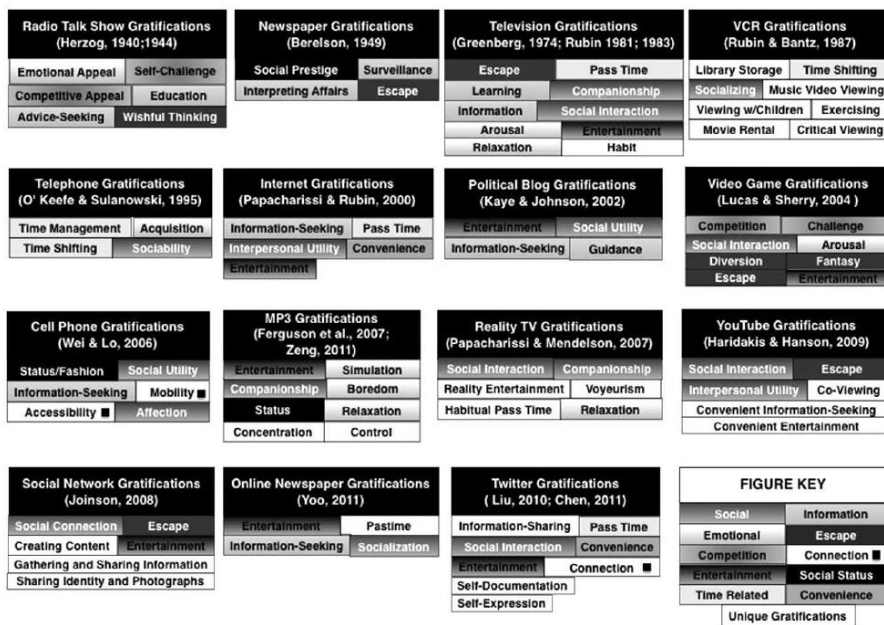 Radio Talk Show Gratifications
(Herzog, 1940;1944)
Emotional Appeal
Self-Challenge
Competitive Appeal
Education
Advice-Seeking
Wishful Thinking
Newspaper Gratifications
(Berelson, 1949)
Social Prestige
Surveillance
Interpreting Affairs
Escape
Television Gratifications
(Greenberg, 1974; Rubin 1981; 1983)
Escape
Pass Time
Learning
Companionship
Information
Social Interaction
Arousal
Entertainment
Relaxation
Habit
VCR Gratifications
(Rubin & Bantz, 1987)
Library Storage
Time Shifting
Socializing
Music Video Viewing
Viewing w/Children
Exercising
Movie Rental
Critical Viewing
Telephone Gratifications
(O' Keefe & Sulanowski, 1995)
Time Management
Acquisition
Time Shifting
Sociability
Internet Gratifications
(Papacharissi & Rubin, 2000)
Information-Seeking
Pass Time
Interpersonal Utility
Convenience
Entertainment
Political Blog Gratifications
(Kaye & Johnson, 2002)
Entertainment
Social Utility
Information-Seeking
Guidance
Video Game Gratifications
(Lucas & Sherry, 2004 )
Competition
Challenge
Social Interaction
Arousal
Diversion
Fantasy
Escape
Entertainment
Cell Phone Gratifications
(Wei & Lo, 2006)
Status/Fashion
Social Utility
Information-Seeking
Mobility
Accessibility
Affection
MP3 Gratifications
(Ferguson et al., 2007;
Zeng, 2011)
Entertainment
Simulation
Companionship
Boredom
Status
Relaxation
Concentration
Control
Reality TV Gratifications
(Papacharissi & Mendelson, 2007)
Social Interaction
Companionship
Reality Entertainment
Voyeurism
Habitual Pass Time
Relaxation
YouTube Gratifications
(Haridakis & Hanson, 2009)
Social Interaction
Escape
Interpersonal Utility
Co-Viewing
Convenient Information-Seeking
Convenient Entertainment
Social Network Gratifications
(Joinson, 2008)
Social Connection
Escape
Creating Content
Entertainment
Gathering and Sharing Information
Sharing Identity and Photographs
Online Newspaper Gratifications
(Yoo, 2011)
Entertainment
Pastime
Information-Seeking
Socialization
Twitter Gratifications
( Liu, 2010; Chen, 2011)
Information-Sharing
Pass Time
Social Interaction
Convenience
Entertainment
Connection
Self-Documentation
Self-Expression
FIGURE KEY
Social
Information
Emotional
Escape
Competition
Connection
Entertainment
Social Status
Time Related
Convenience
Unique Gratifications